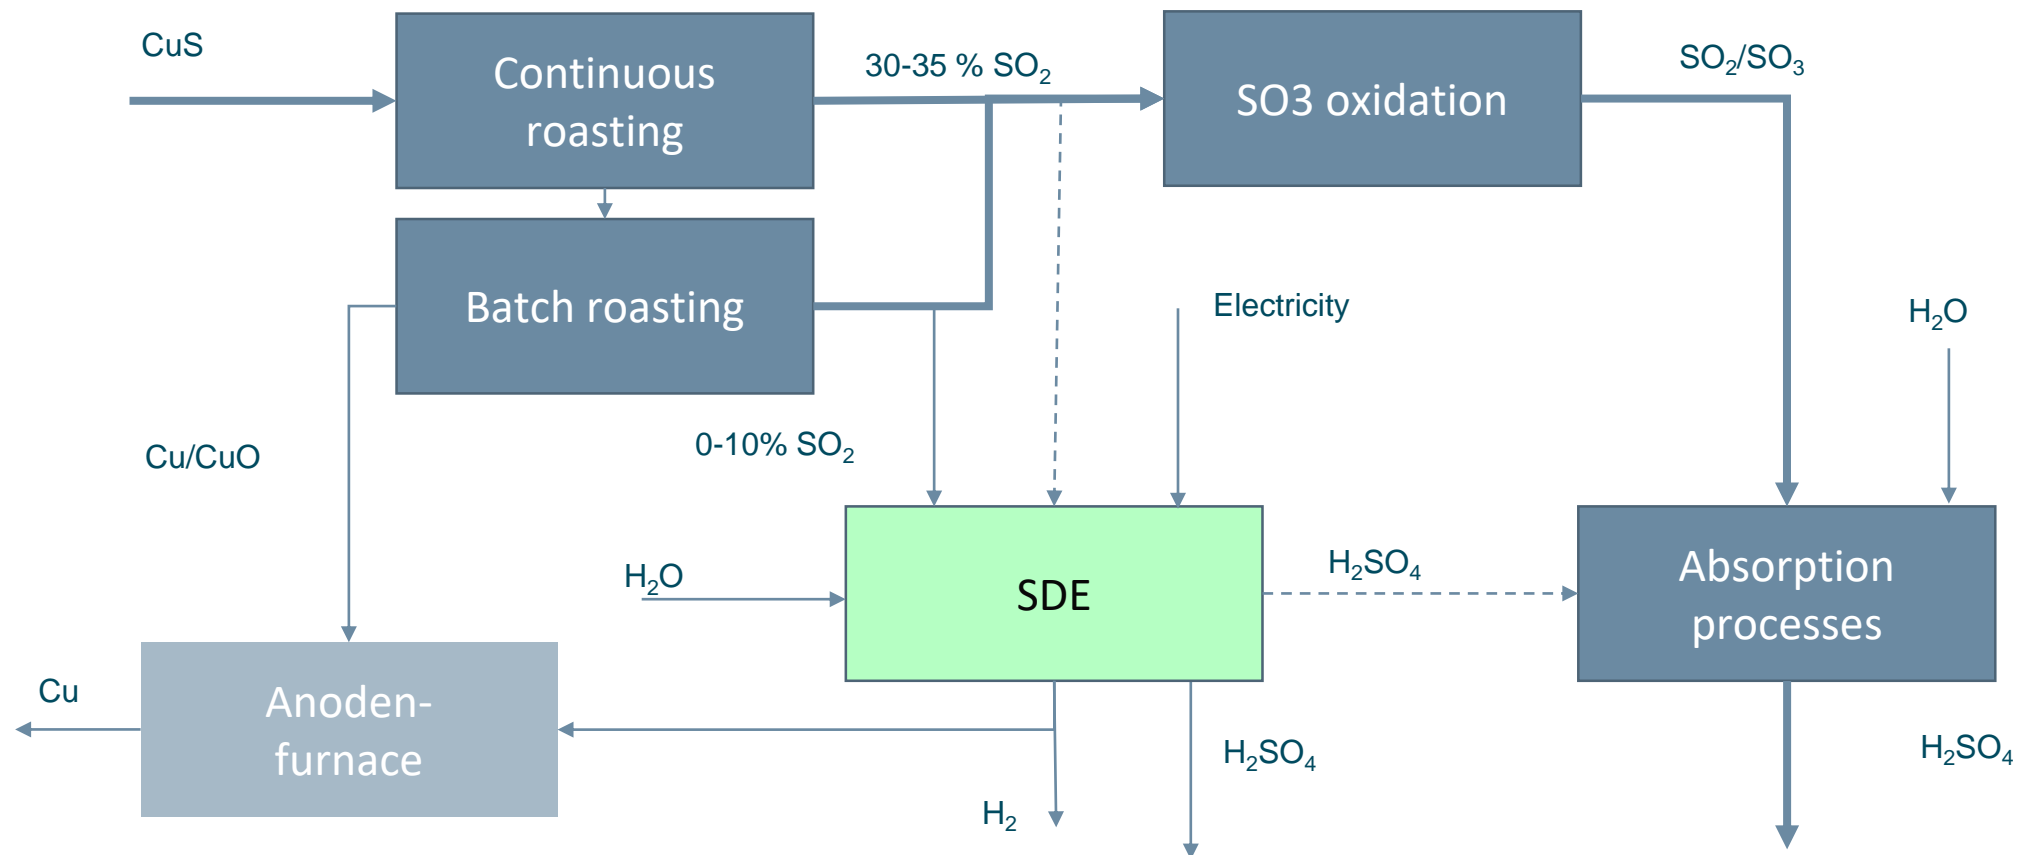 CuS
Continuous
roasting
30-35 % SO₂
SO3 oxidation
SO₂/SO₃
Batch roasting
Electricity
H₂O
Cu/CuO
0-10% SO₂
H₂O
SDE
H₂SO₄
Absorption
processes
Cu
Anoden-
furnace
H₂
H₂SO₄
H₂SO₄